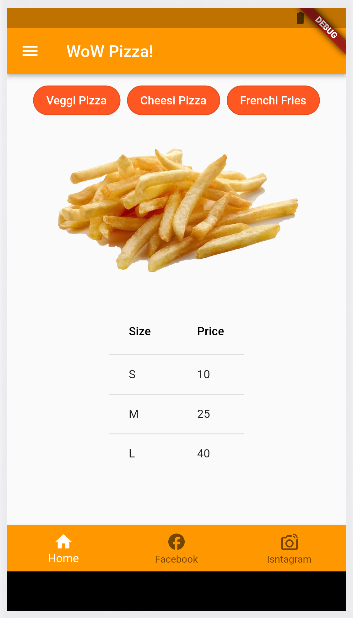 DEBUG
WoW Pizza!
Veggi Pizza Cheesi Pizza Frenchi Fries
Size Price
S 10
M 25
L 40
Home Facebook Isntagram